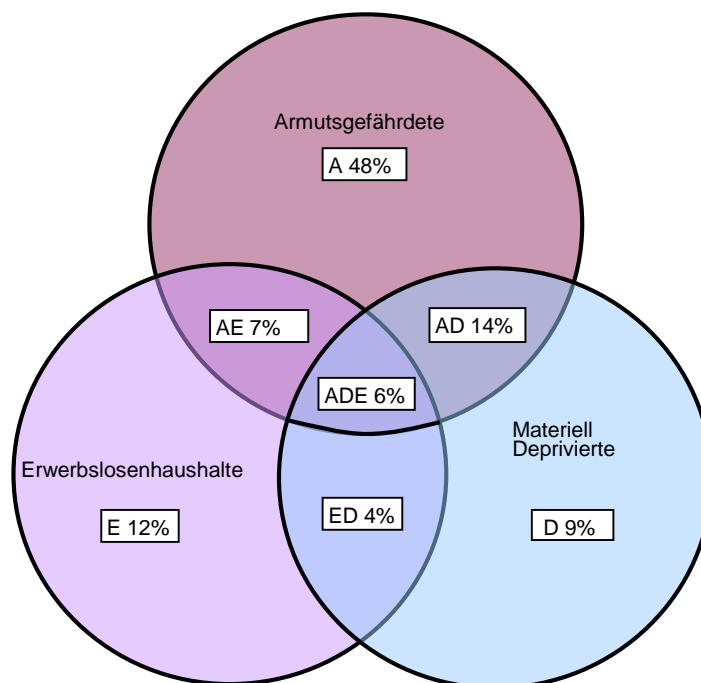 Armutsgefährdete
A 48%
AE 7%
AD 14%
ADE 6%
Materiell
Deprivierte
Erwerbslosenhaushalte
E 12%
ED 4%
D 9%